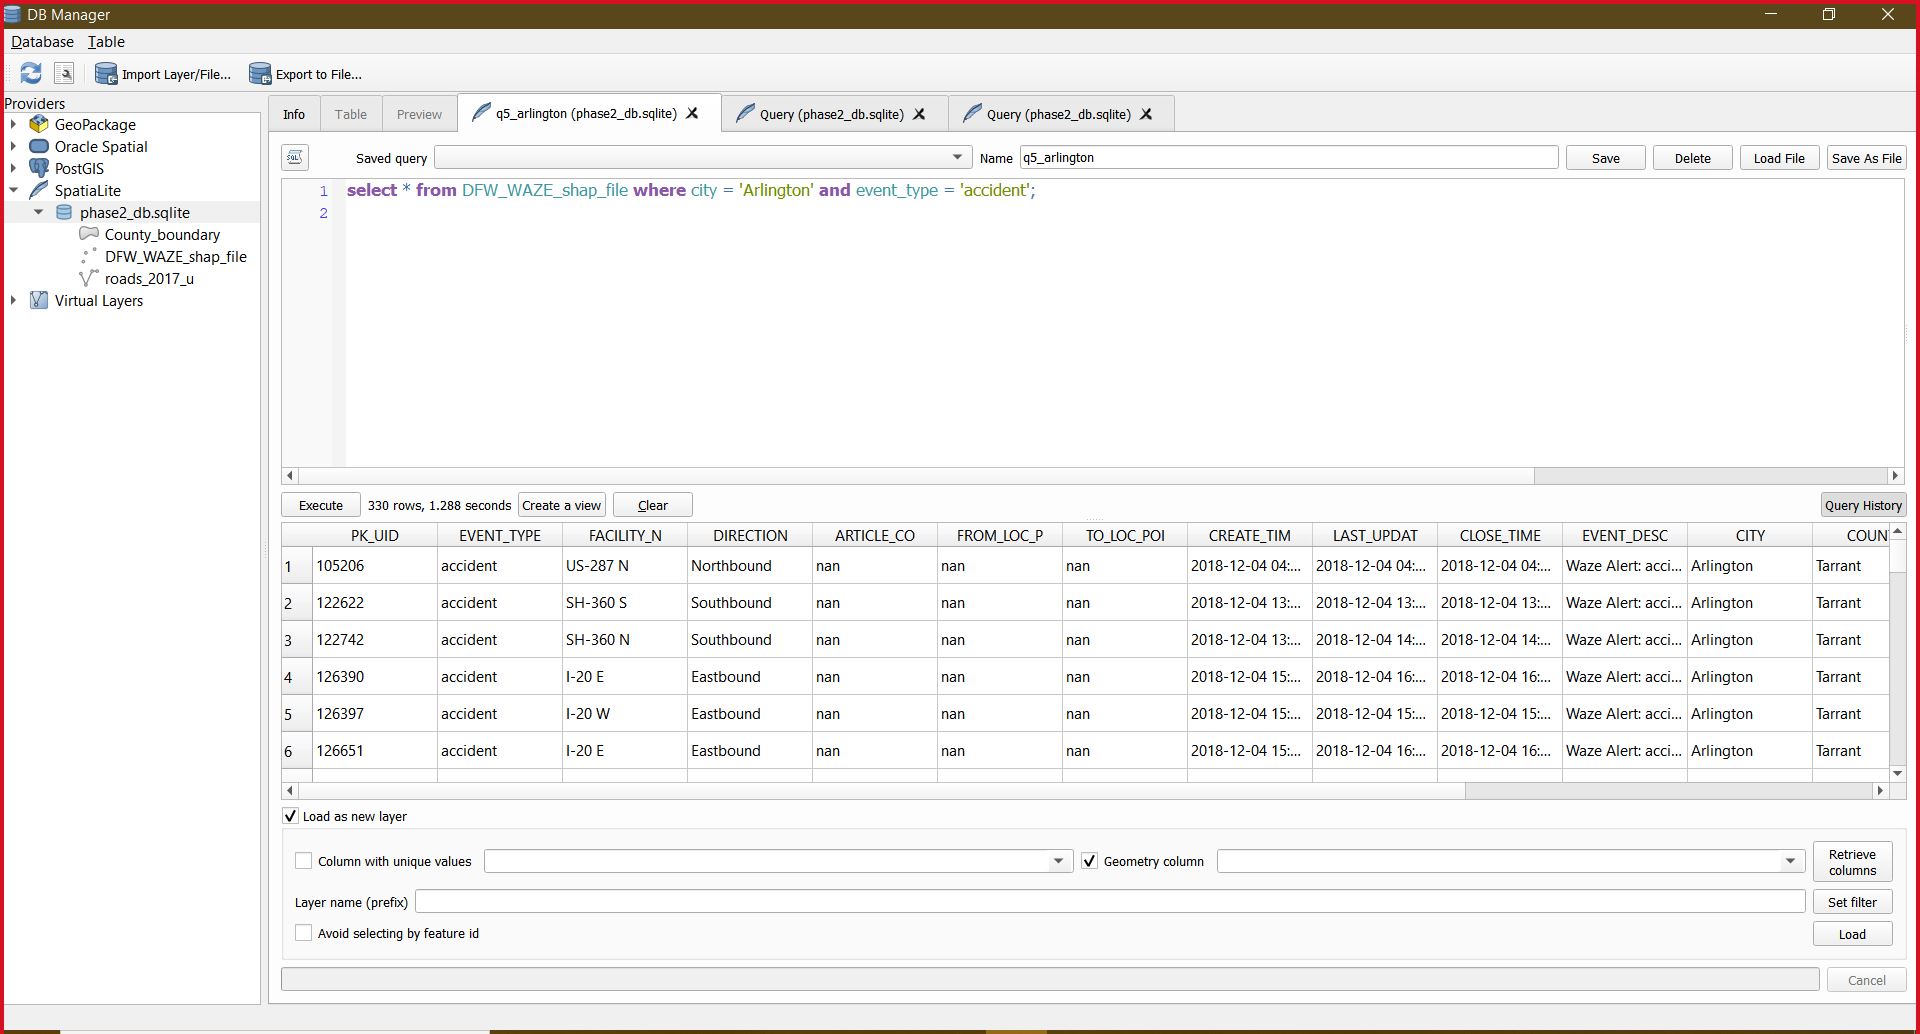 DB Manager
Database Table
Import Layer/File... Export to File...
Providers
GeoPackage
Oracle Spatial
PostGIS
SpatiaLite
phase2_db.sqlite
County_boundary
DFW_WAZE_shap_file
roads_2017_u
Virtual Layers
Info Table Preview q5_arlington (phase2_db.sqlite) Query (phase2_db.sqlite) Query (phase2_db.sqlite)
SQL Saved query Name q5_arlington Save Delete Load File Save As File
1 select * from DFW_WAZE_shap_file where city = 'Arlington' and event_type = 'accident';
2
Execute 330 rows, 1.288 seconds Create a view Clear Query History
PK_UID EVENT_TYPE FACILITY_N DIRECTION ARTICLE_CO FROM_LOC_P TO_LOC_POI CREATE_TIM LAST_UPDAT CLOSE_TIME EVENT_DESC CITY COUN
1 105206 accident US-287 N Northbound nan nan nan 2018-12-04 04:... 2018-12-04 04:... 2018-12-04 04:... Waze Alert: acci... Arlington Tarrant
2 122622 accident SH-360 S Southbound nan nan nan 2018-12-04 13:... 2018-12-04 13:... 2018-12-04 13:... Waze Alert: acci... Arlington Tarrant
3 122742 accident SH-360 N Southbound nan nan nan 2018-12-04 13:... 2018-12-04 14:... 2018-12-04 14:... Waze Alert: acci... Arlington Tarrant
4 126390 accident I-20 E Eastbound nan nan nan 2018-12-04 15:... 2018-12-04 16:... 2018-12-04 16:... Waze Alert: acci... Arlington Tarrant
5 126397 accident I-20 W Eastbound nan nan nan 2018-12-04 15:... 2018-12-04 15:... 2018-12-04 15:... Waze Alert: acci... Arlington Tarrant
6 126651 accident I-20 E Eastbound nan nan nan 2018-12-04 15:... 2018-12-04 16:... 2018-12-04 16:... Waze Alert: acci... Arlington Tarrant
Load as new layer
Column with unique values Geometry column Retrieve columns
Layer name (prefix) Set filter
Avoid selecting by feature id Load
Cancel